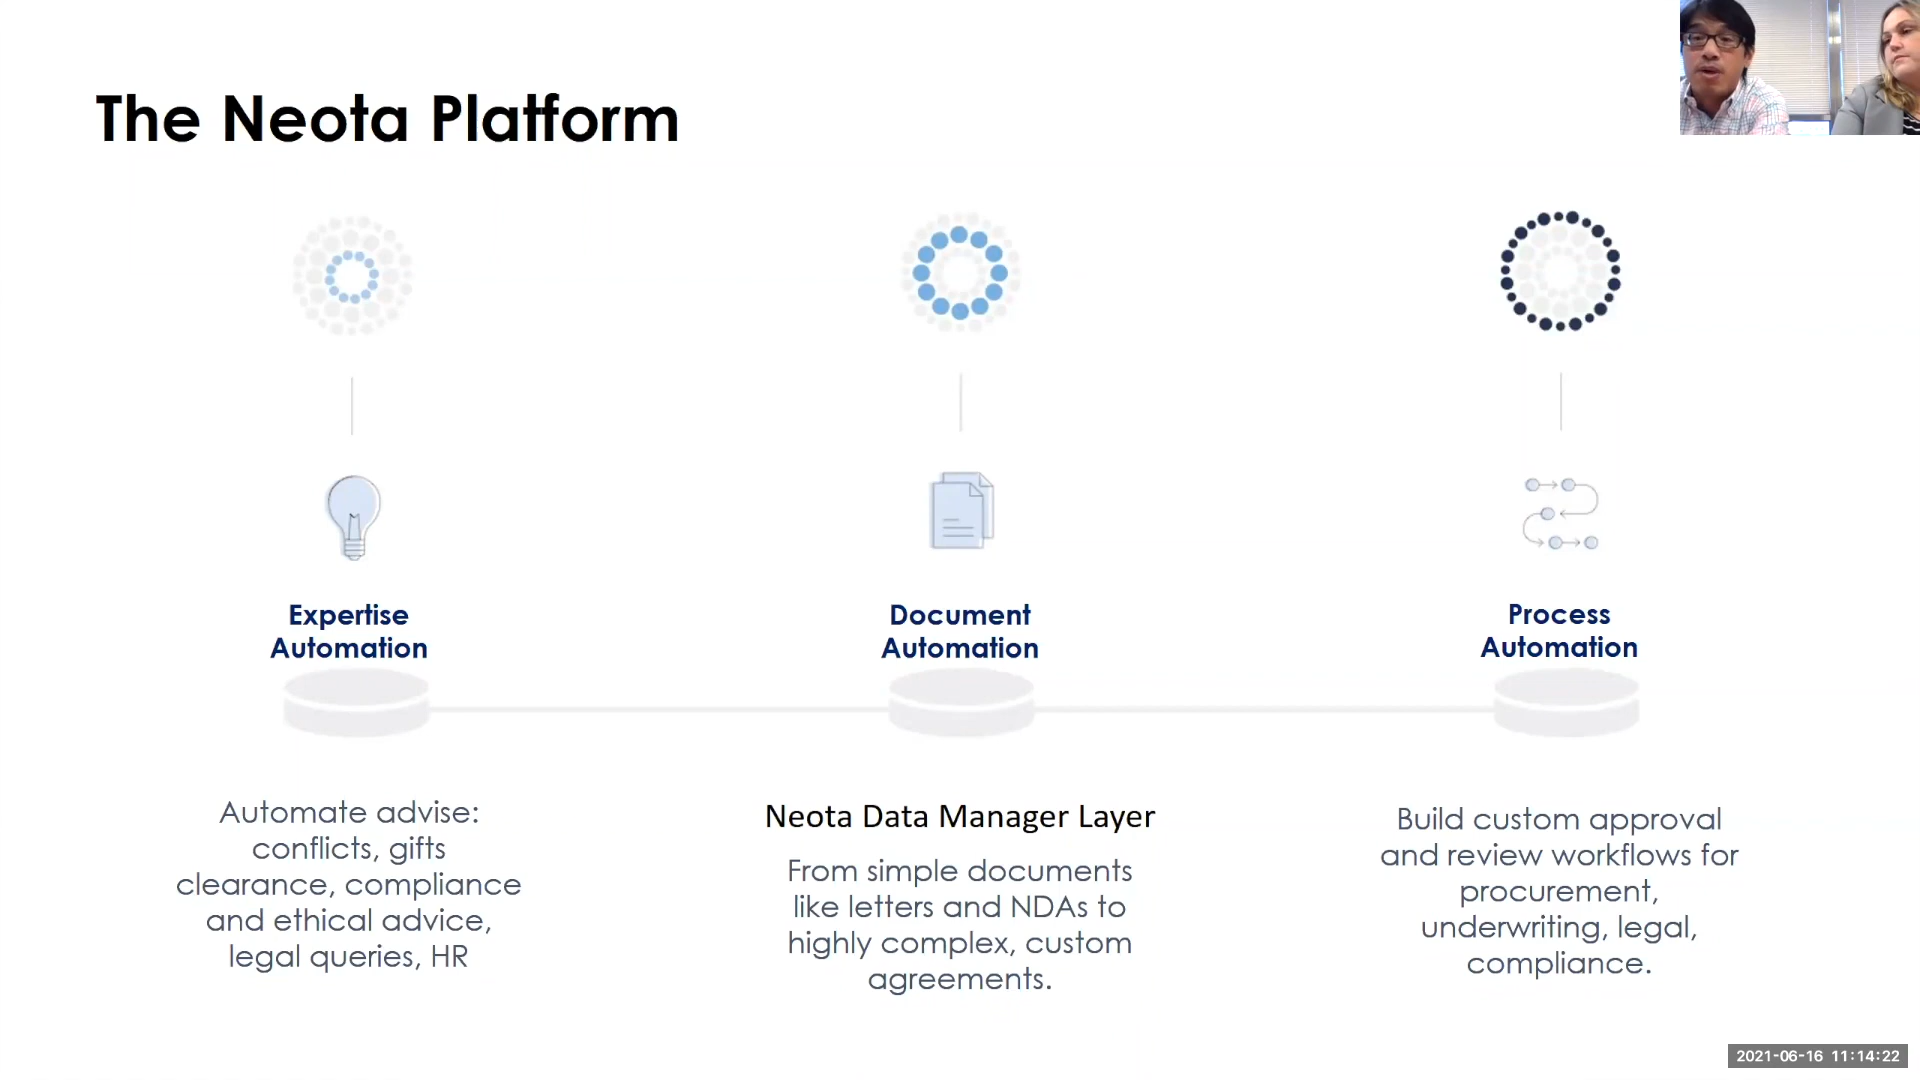 The Neota Platform
Expertise
Automation
Document
Automation
Process
Automation
Automate advise:
conflicts, gifts
clearance, compliance
and ethical advice,
legal queries, HR
Neota Data Manager Layer
From simple documents
like letters and NDAs to
highly complex, custom
agreements.
Build custom approval
and review workflows for
procurement,
underwriting, legal,
compliance.
2021-06-16 11:14:22